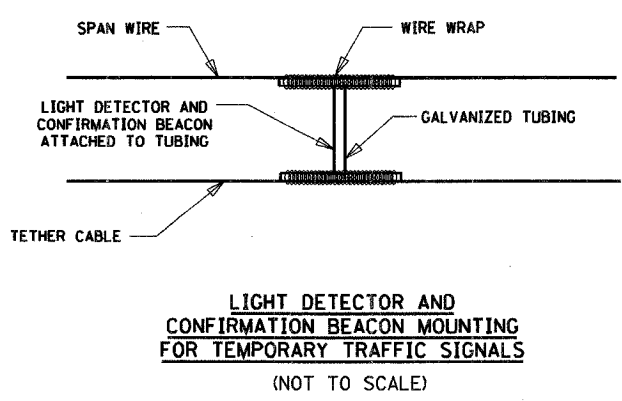 SPAN WIRE
WIRE WRAP
LIGHT DETECTOR AND
CONFIRMATION BEACON
ATTACHED TO TUBING
GALVANIZED TUBING
TETHER CABLE
LIGHT DETECTOR AND
CONFIRMATION BEACON MOUNTING
FOR TEMPORARY TRAFFIC SIGNALS
(NOT TO SCALE)